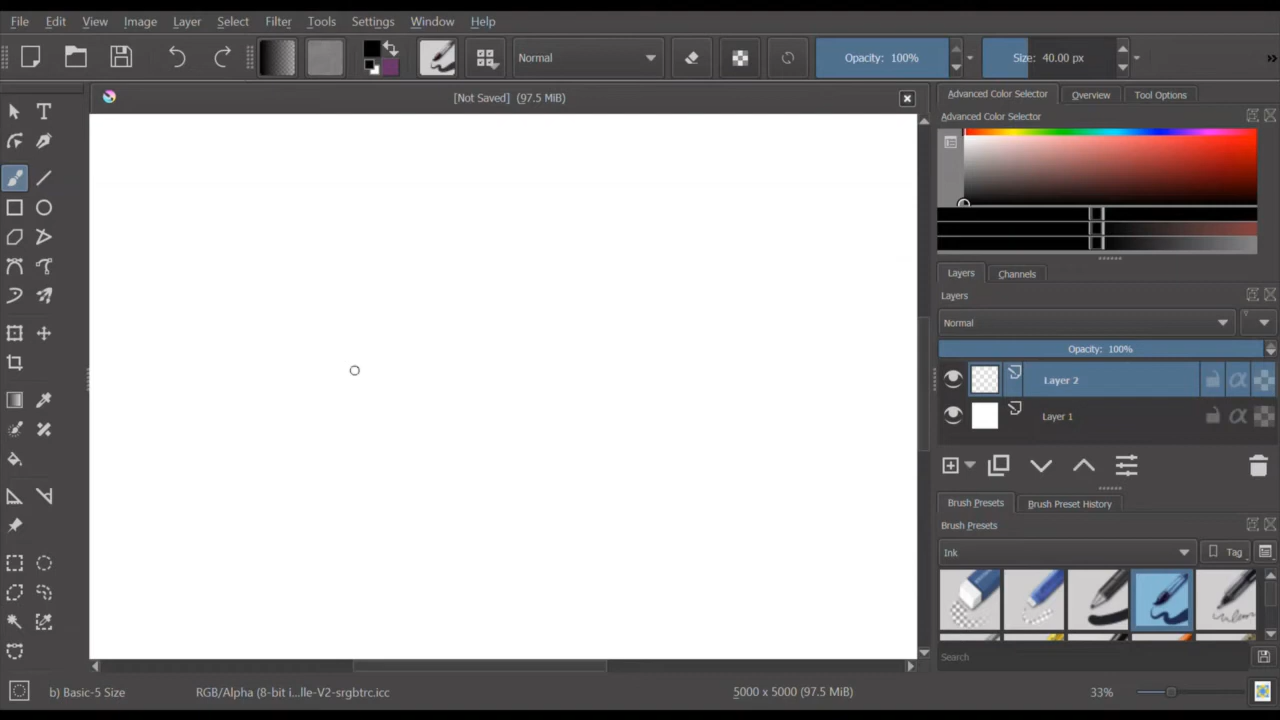 File Edit View Image Layer Select Filter Tools Settings Window Help
Normal Opacity: 100% Size: 40.00 px »
[Not Saved] (97.5 MiB)
Advanced Color Selector Overview Tool Options
Advanced Color Selector
Layers Channels
Layers
Normal
Opacity: 100%
Layer 2
Layer 1
Brush Presets Brush Preset History
Brush Presets
Ink Tag
Search
b) Basic-5 Size RGB/Alpha (8-bit i...lle-V2-srgbtrc.icc 5000 x 5000 (97.5 MiB) 33%